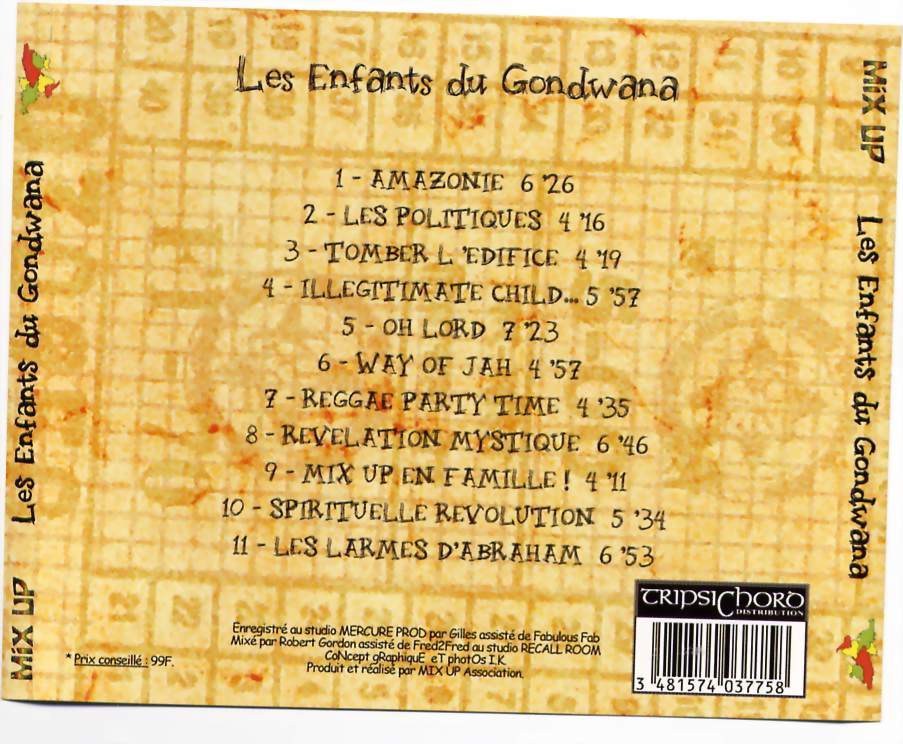 Les Enfants du Gondwana
1 - AMAZONIE 6 '26
2 - LES POLITIQUES 4 '16
3 - TOMBER L 'EDIFICE 4 '19
4 - ILLEGITIMATE CHILD... 5 '57
5 - OH LORD 7 '23
6 - WAY OF JAH 4 '57
7 - REGGAE PARTY TIME 4 '35
8 - REVELATION MYSTIQUE 6 '46
9 - MIX UP EN FAMILLE ! 4 '11
10 - SPIRITUELLE REVOLUTION 5 '34
11 - LES LARMES D'ABRAHAM 6 '53
Enregistré au studio MERCURE PROD par Gilles assisté de Fabulous Fab
Mixé par Robert Gordon assisté de Fred2Fred au studio RECALL ROOM
CoNcept gRaphiquE eT photOs I.K.
Produit et réalisé par MIX UP Association.
* Prix conseillé : 99F.
TRIPSICHORD
DISTRIBUTION
3 481574 037758
MiX UP Les Enfants du Gondwana
MiX UP Les Enfants du Gondwana